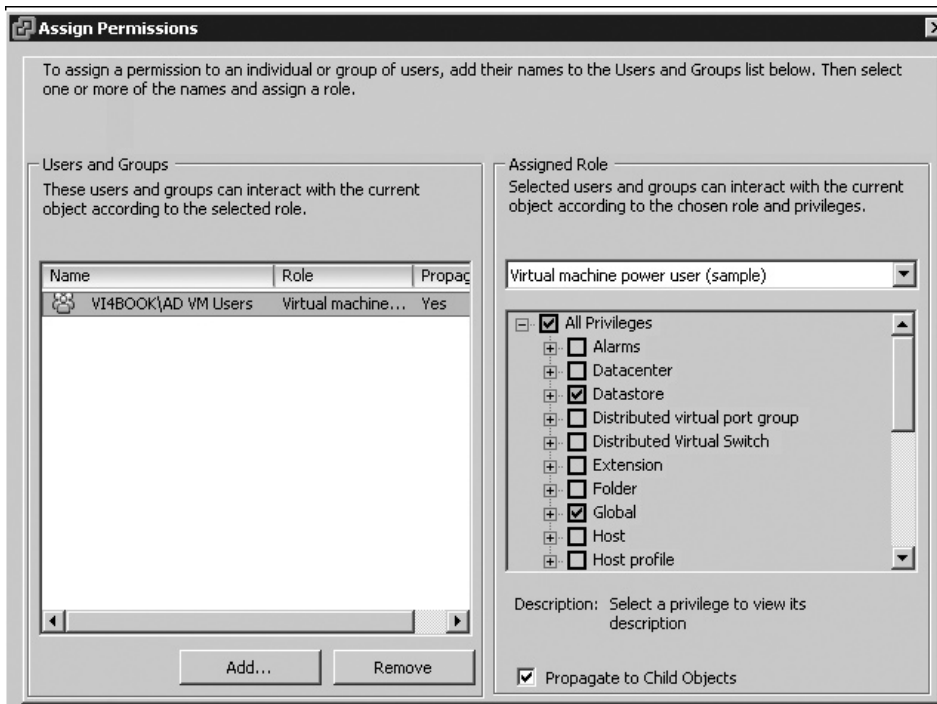 Assign Permissions
To assign a permission to an individual or group of users, add their names to the Users and Groups list below. Then select
one or more of the names and assign a role.
Users and Groups
These users and groups can interact with the current
object according to the selected role.
Name Role Propag
VI4BOOK\AD VM Users Virtual machine... Yes
Add... Remove
Assigned Role
Selected users and groups can interact with the current
object according to the chosen role and privileges.
Virtual machine power user (sample)
All Privileges
Alarms
Datacenter
Datastore
Distributed virtual port group
Distributed Virtual Switch
Extension
Folder
Global
Host
Host profile
Description: Select a privilege to view its
description
Propagate to Child Objects